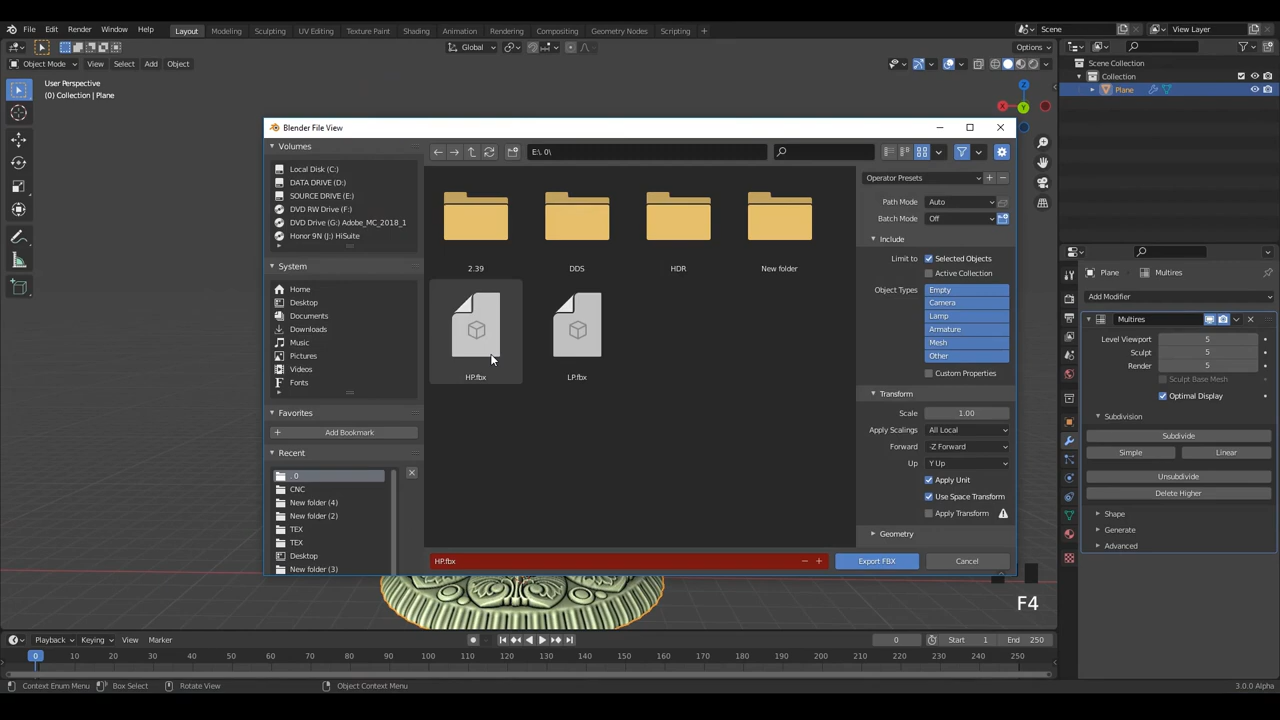 File Edit Render Window Help Layout Modeling Sculpting UV Editing Texture Paint Shading Animation Rendering Compositing Geometry Nodes Scripting + Scene View Layer
Object Mode View Select Add Object Global Options
User Perspective
(0) Collection | Plane
Z
X
Y
Scene Collection
Collection
Plane
Blender File View
Volumes
Local Disk (C:)
DATA DRIVE (D:)
SOURCE DRIVE (E:)
DVD RW Drive (F:)
DVD Drive (G:) Adobe_MC_2018_1
Honor 9N (J:) HiSuite
System
Home
Desktop
Documents
Downloads
Music
Pictures
Videos
Fonts
Favorites
+ Add Bookmark
Recent
. 0
CNC
New folder (4)
New folder (2)
TEX
TEX
Desktop
New folder (3)
E:\. 0\
2.39 DDS HDR New folder
HP.fbx LP.fbx
HP.fbx
Export FBX Cancel
Operator Presets
Path Mode Auto
Batch Mode Off
Include
Limit to Selected Objects
Active Collection
Object Types Empty
Camera
Lamp
Armature
Mesh
Other
Custom Properties
Transform
Scale 1.00
Apply Scalings All Local
Forward -Z Forward
Up Y Up
Apply Unit
Use Space Transform
Apply Transform
Geometry
Plane Multires
Add Modifier
Multires
Level Viewport 5
Sculpt 5
Render 5
Sculpt Base Mesh
Optimal Display
Subdivision
Subdivide
Simple Linear
Unsubdivide
Delete Higher
Shape
Generate
Advanced
F4
Playback Keying View Marker 0 Start 1 End 250
0 10 20 30 40 50 60 70 80 90 100 110 120 130 140 150 160 170 180 190 200 210 220 230 240 250
Context Enum Menu Box Select Rotate View Object Context Menu 3.0.0 Alpha